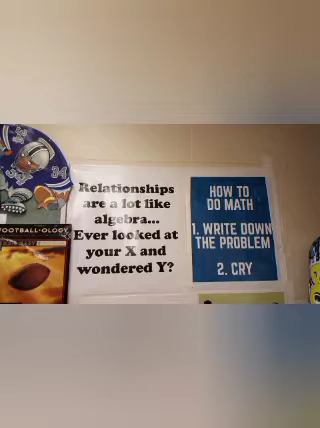 34
FOOTBALL-OLOGY
Relationships
are a lot like
algebra...
Ever looked at
your X and
wondered Y?
HOW TO
DO MATH
1. WRITE DOWN
THE PROBLEM
2. CRY